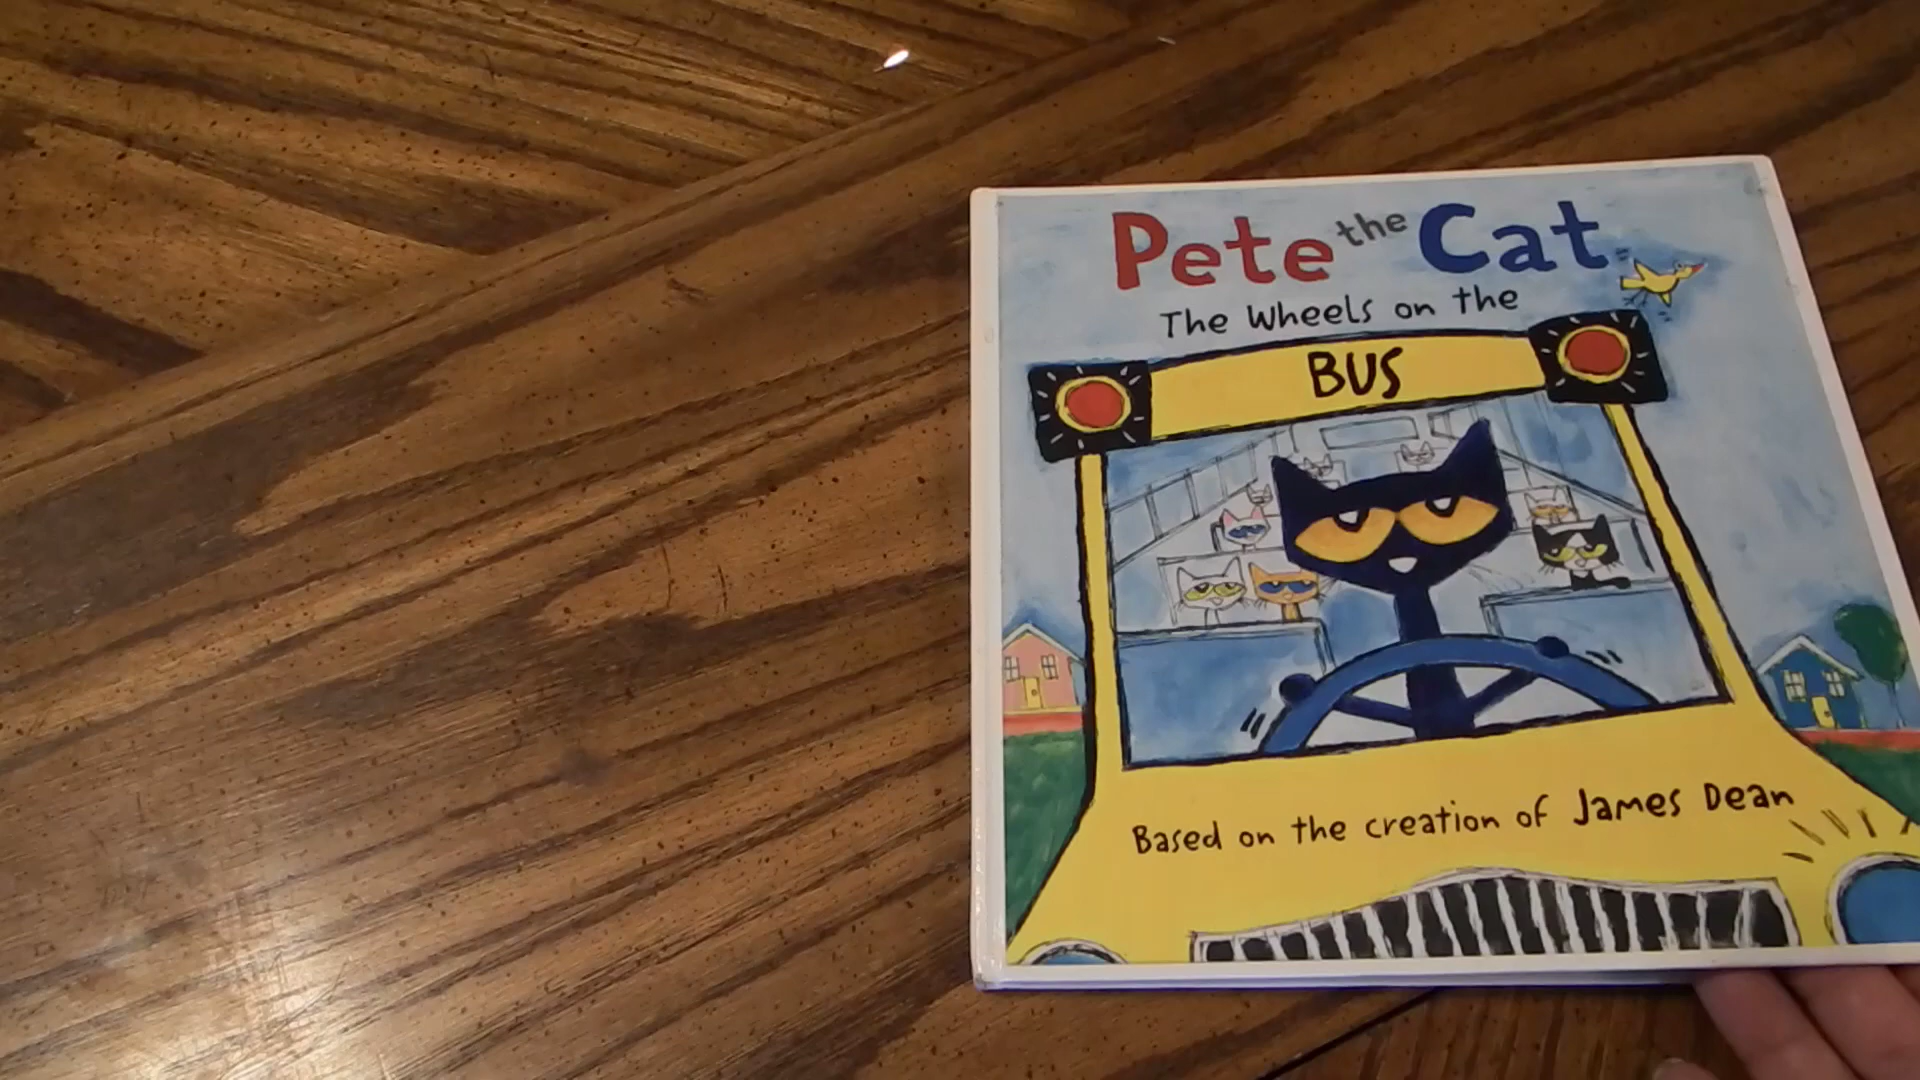 Pete the Cat
The Wheels on the
BUS
Based on the creation of James Dean